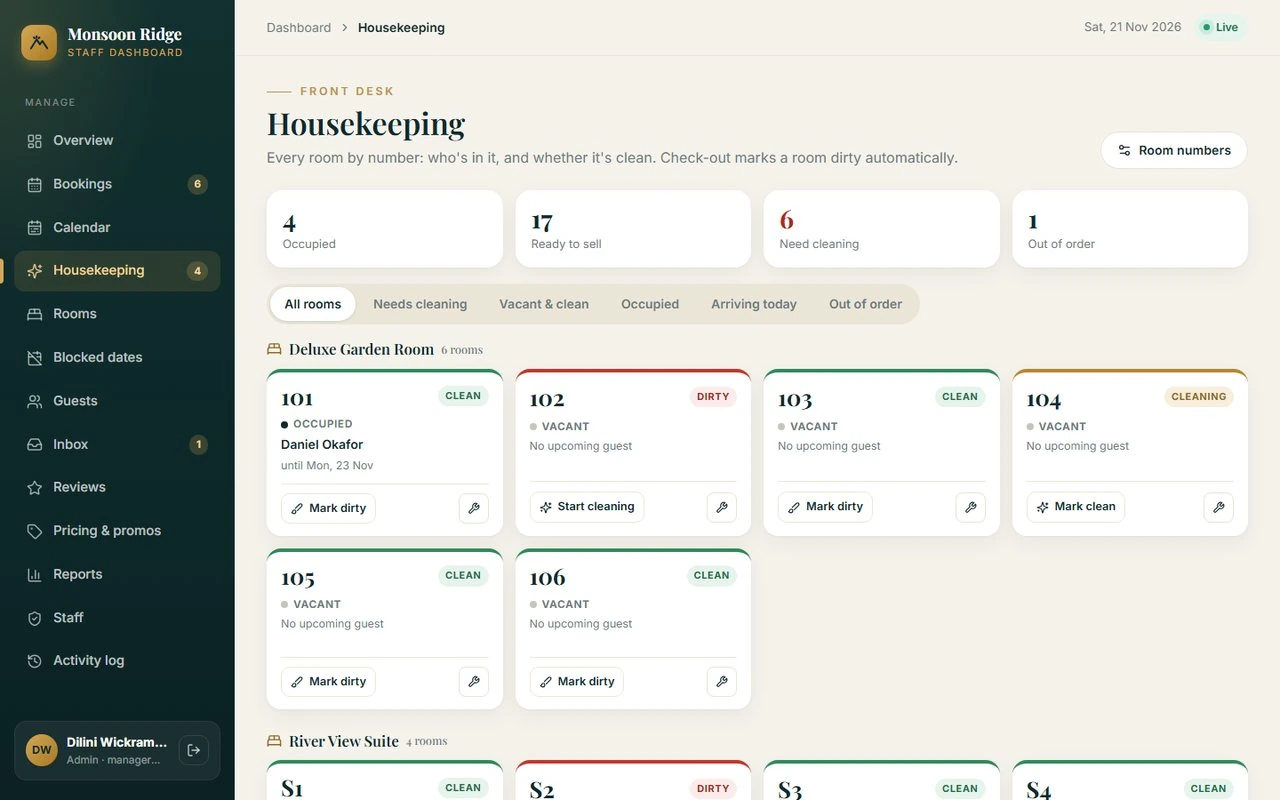 Monsoon Ridge
STAFF DASHBOARD
MANAGE
Overview
Bookings 6
Calendar
Housekeeping 4
Rooms
Blocked dates
Guests
Inbox 1
Reviews
Pricing & promos
Reports
Staff
Activity log
DW
Dilini Wickram...
Admin · manager...
Dashboard > Housekeeping
Sat, 21 Nov 2026
Live
FRONT DESK
Housekeeping
Every room by number: who's in it, and whether it's clean. Check-out marks a room dirty automatically.
Room numbers
4
Occupied
17
Ready to sell
6
Need cleaning
1
Out of order
All rooms Needs cleaning Vacant & clean Occupied Arriving today Out of order
Deluxe Garden Room 6 rooms
101 CLEAN
OCCUPIED
Daniel Okafor
until Mon, 23 Nov
Mark dirty
102 DIRTY
VACANT
No upcoming guest
Start cleaning
103 CLEAN
VACANT
No upcoming guest
Mark dirty
104 CLEANING
VACANT
No upcoming guest
Mark clean
105 CLEAN
VACANT
No upcoming guest
Mark dirty
106 CLEAN
VACANT
No upcoming guest
Mark dirty
River View Suite 4 rooms
S1 CLEAN
S2 DIRTY
S3 CLEAN
S4 CLEAN